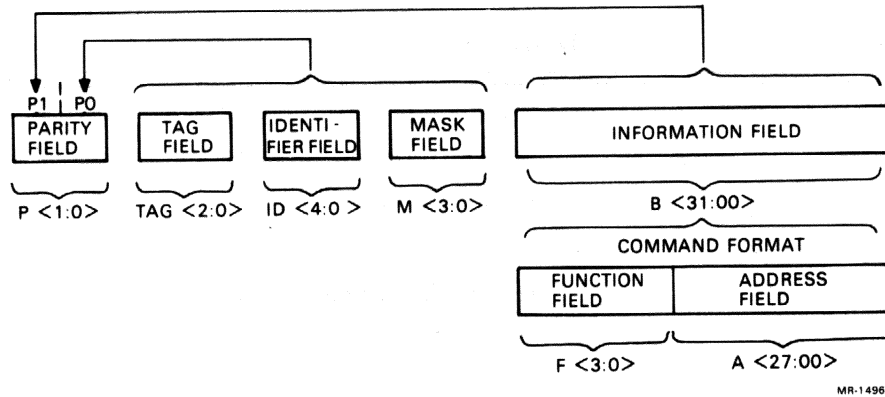 P1 P0
PARITY FIELD
TAG FIELD
IDENTI-FIER FIELD
MASK FIELD
INFORMATION FIELD
P <1:0>
TAG <2:0>
ID <4:0 >
M <3:0>
B <31:00>
COMMAND FORMAT
FUNCTION FIELD
ADDRESS FIELD
F <3:0>
A <27:00>
MR-1496